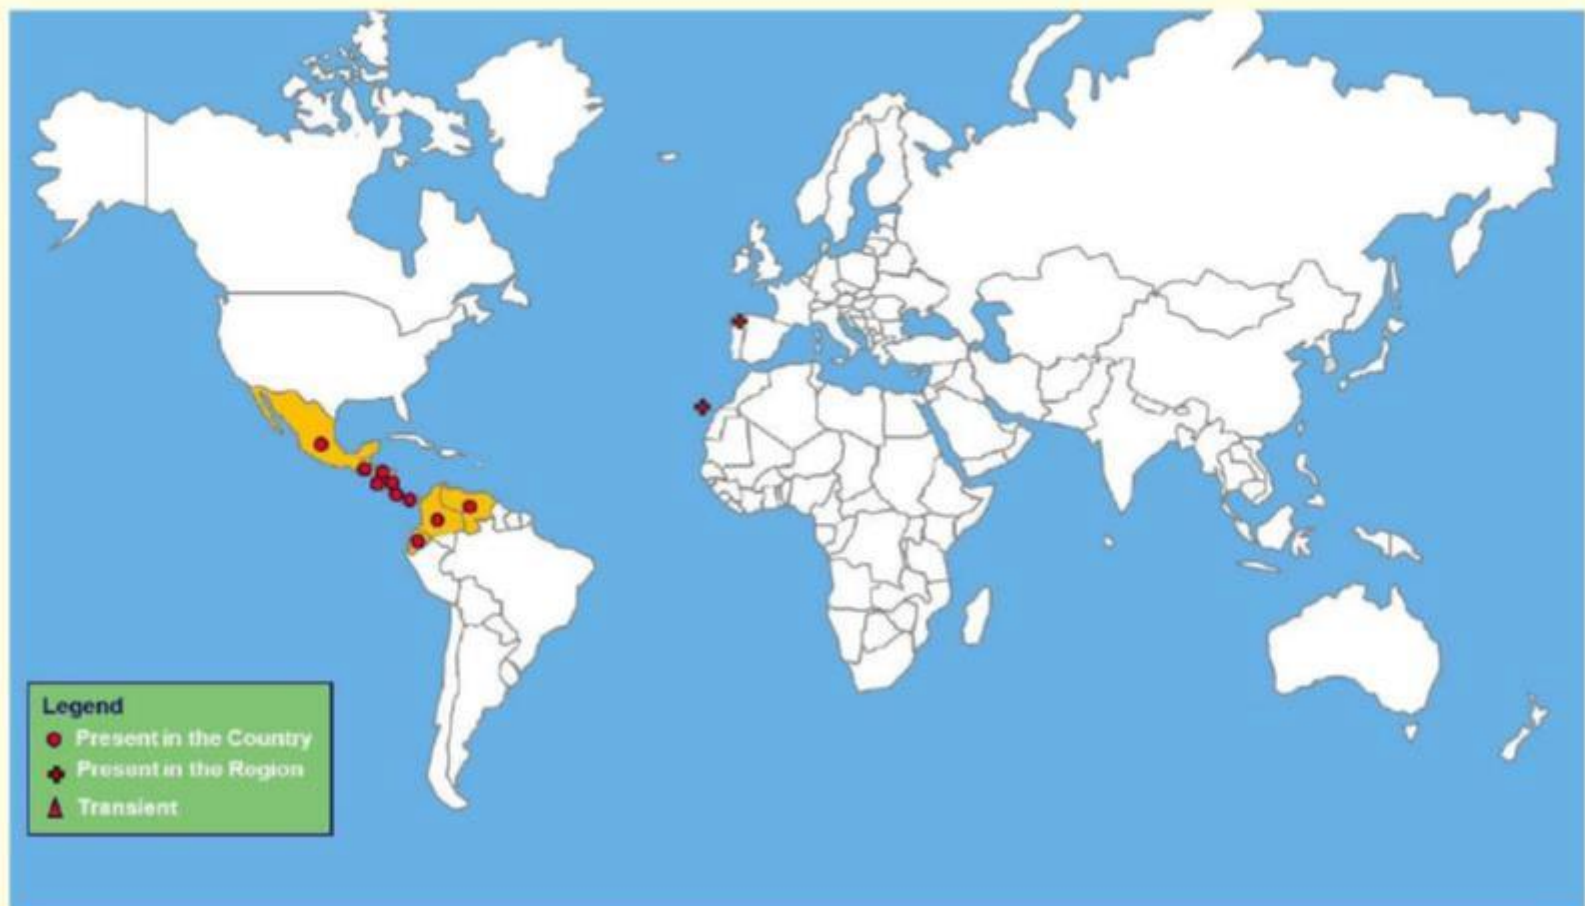 Legend
Present in the Country
Present in the Region
Transient